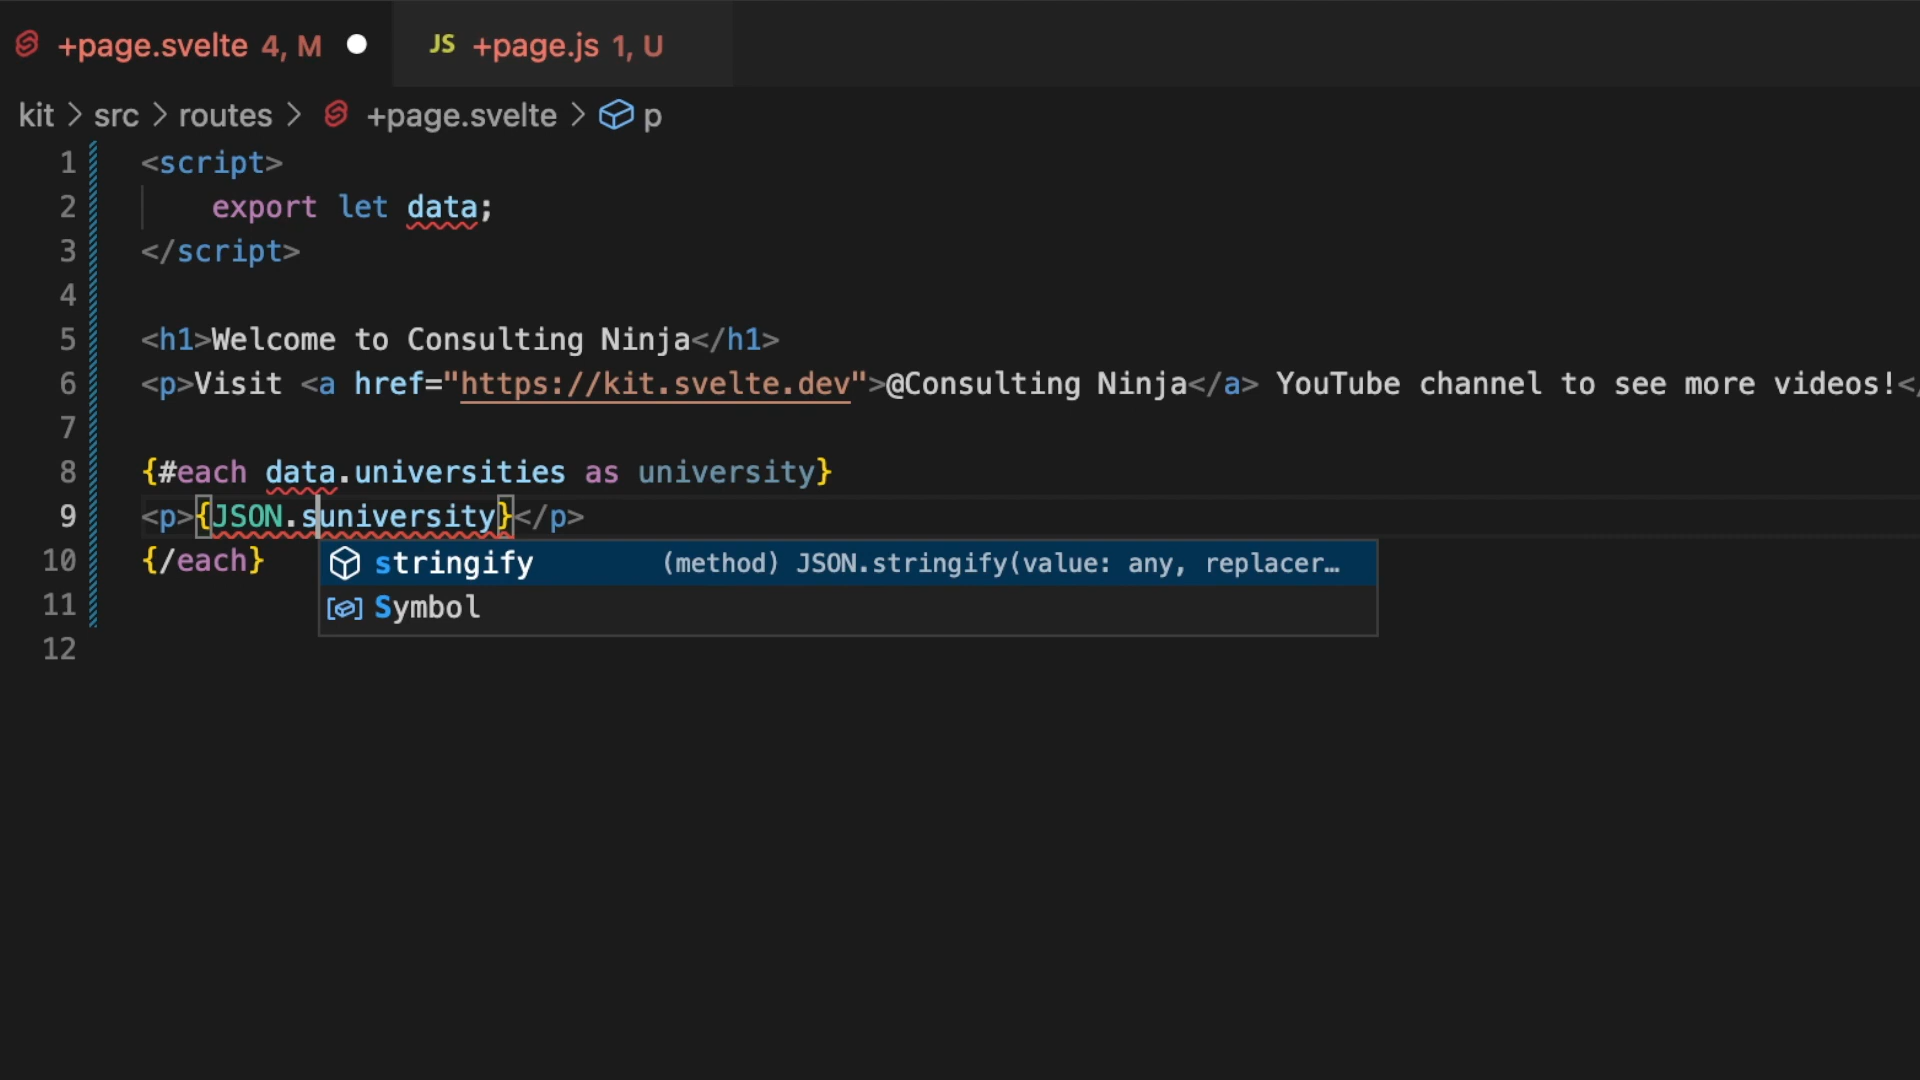 +page.svelte 4, M
JS +page.js 1, U
kit > src > routes > +page.svelte > p
1 <script>
2 export let data;
3 </script>
4
5 <h1>Welcome to Consulting Ninja</h1>
6 <p>Visit <a href="https://kit.svelte.dev">@Consulting Ninja</a> YouTube channel to see more videos!</
7
8 {#each data.universities as university}
9 <p>{JSON.suniversity}</p>
10 {/each}
stringify (method) JSON.stringify(value: any, replacer…
11
Symbol
12